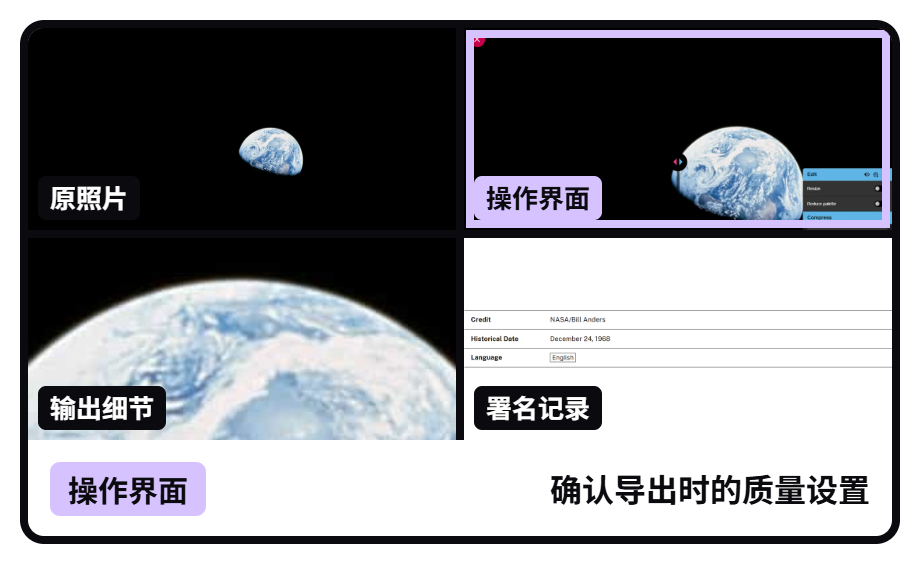 原照片
操作界面
Edit
Resize
Reduce palette
Compress
输出细节
Credit NASA/Bill Anders
Historical Date December 24, 1968
Language English
署名记录
操作界面
确认导出时的质量设置